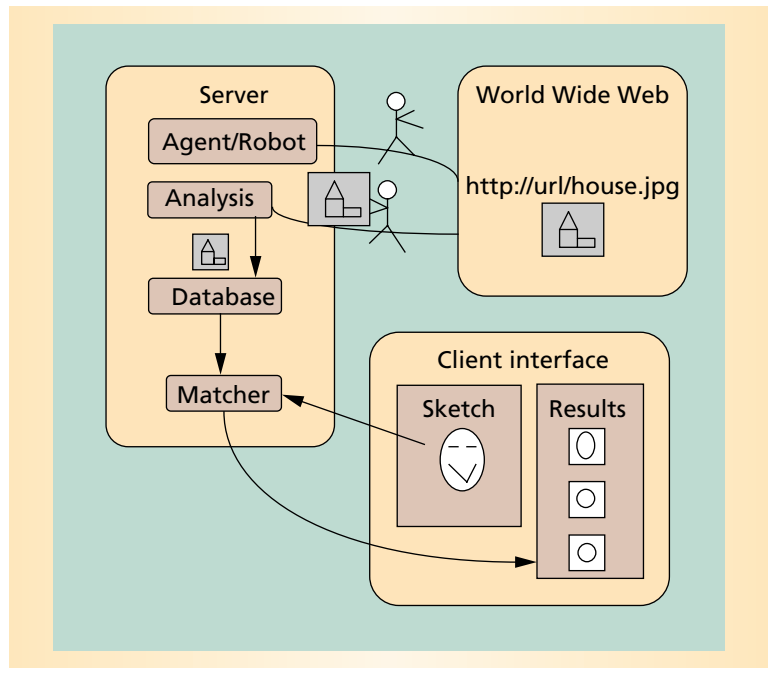 Server
Agent/Robot
Analysis
Database
Matcher
World Wide Web
http://url/house.jpg
Client interface
Sketch
Results